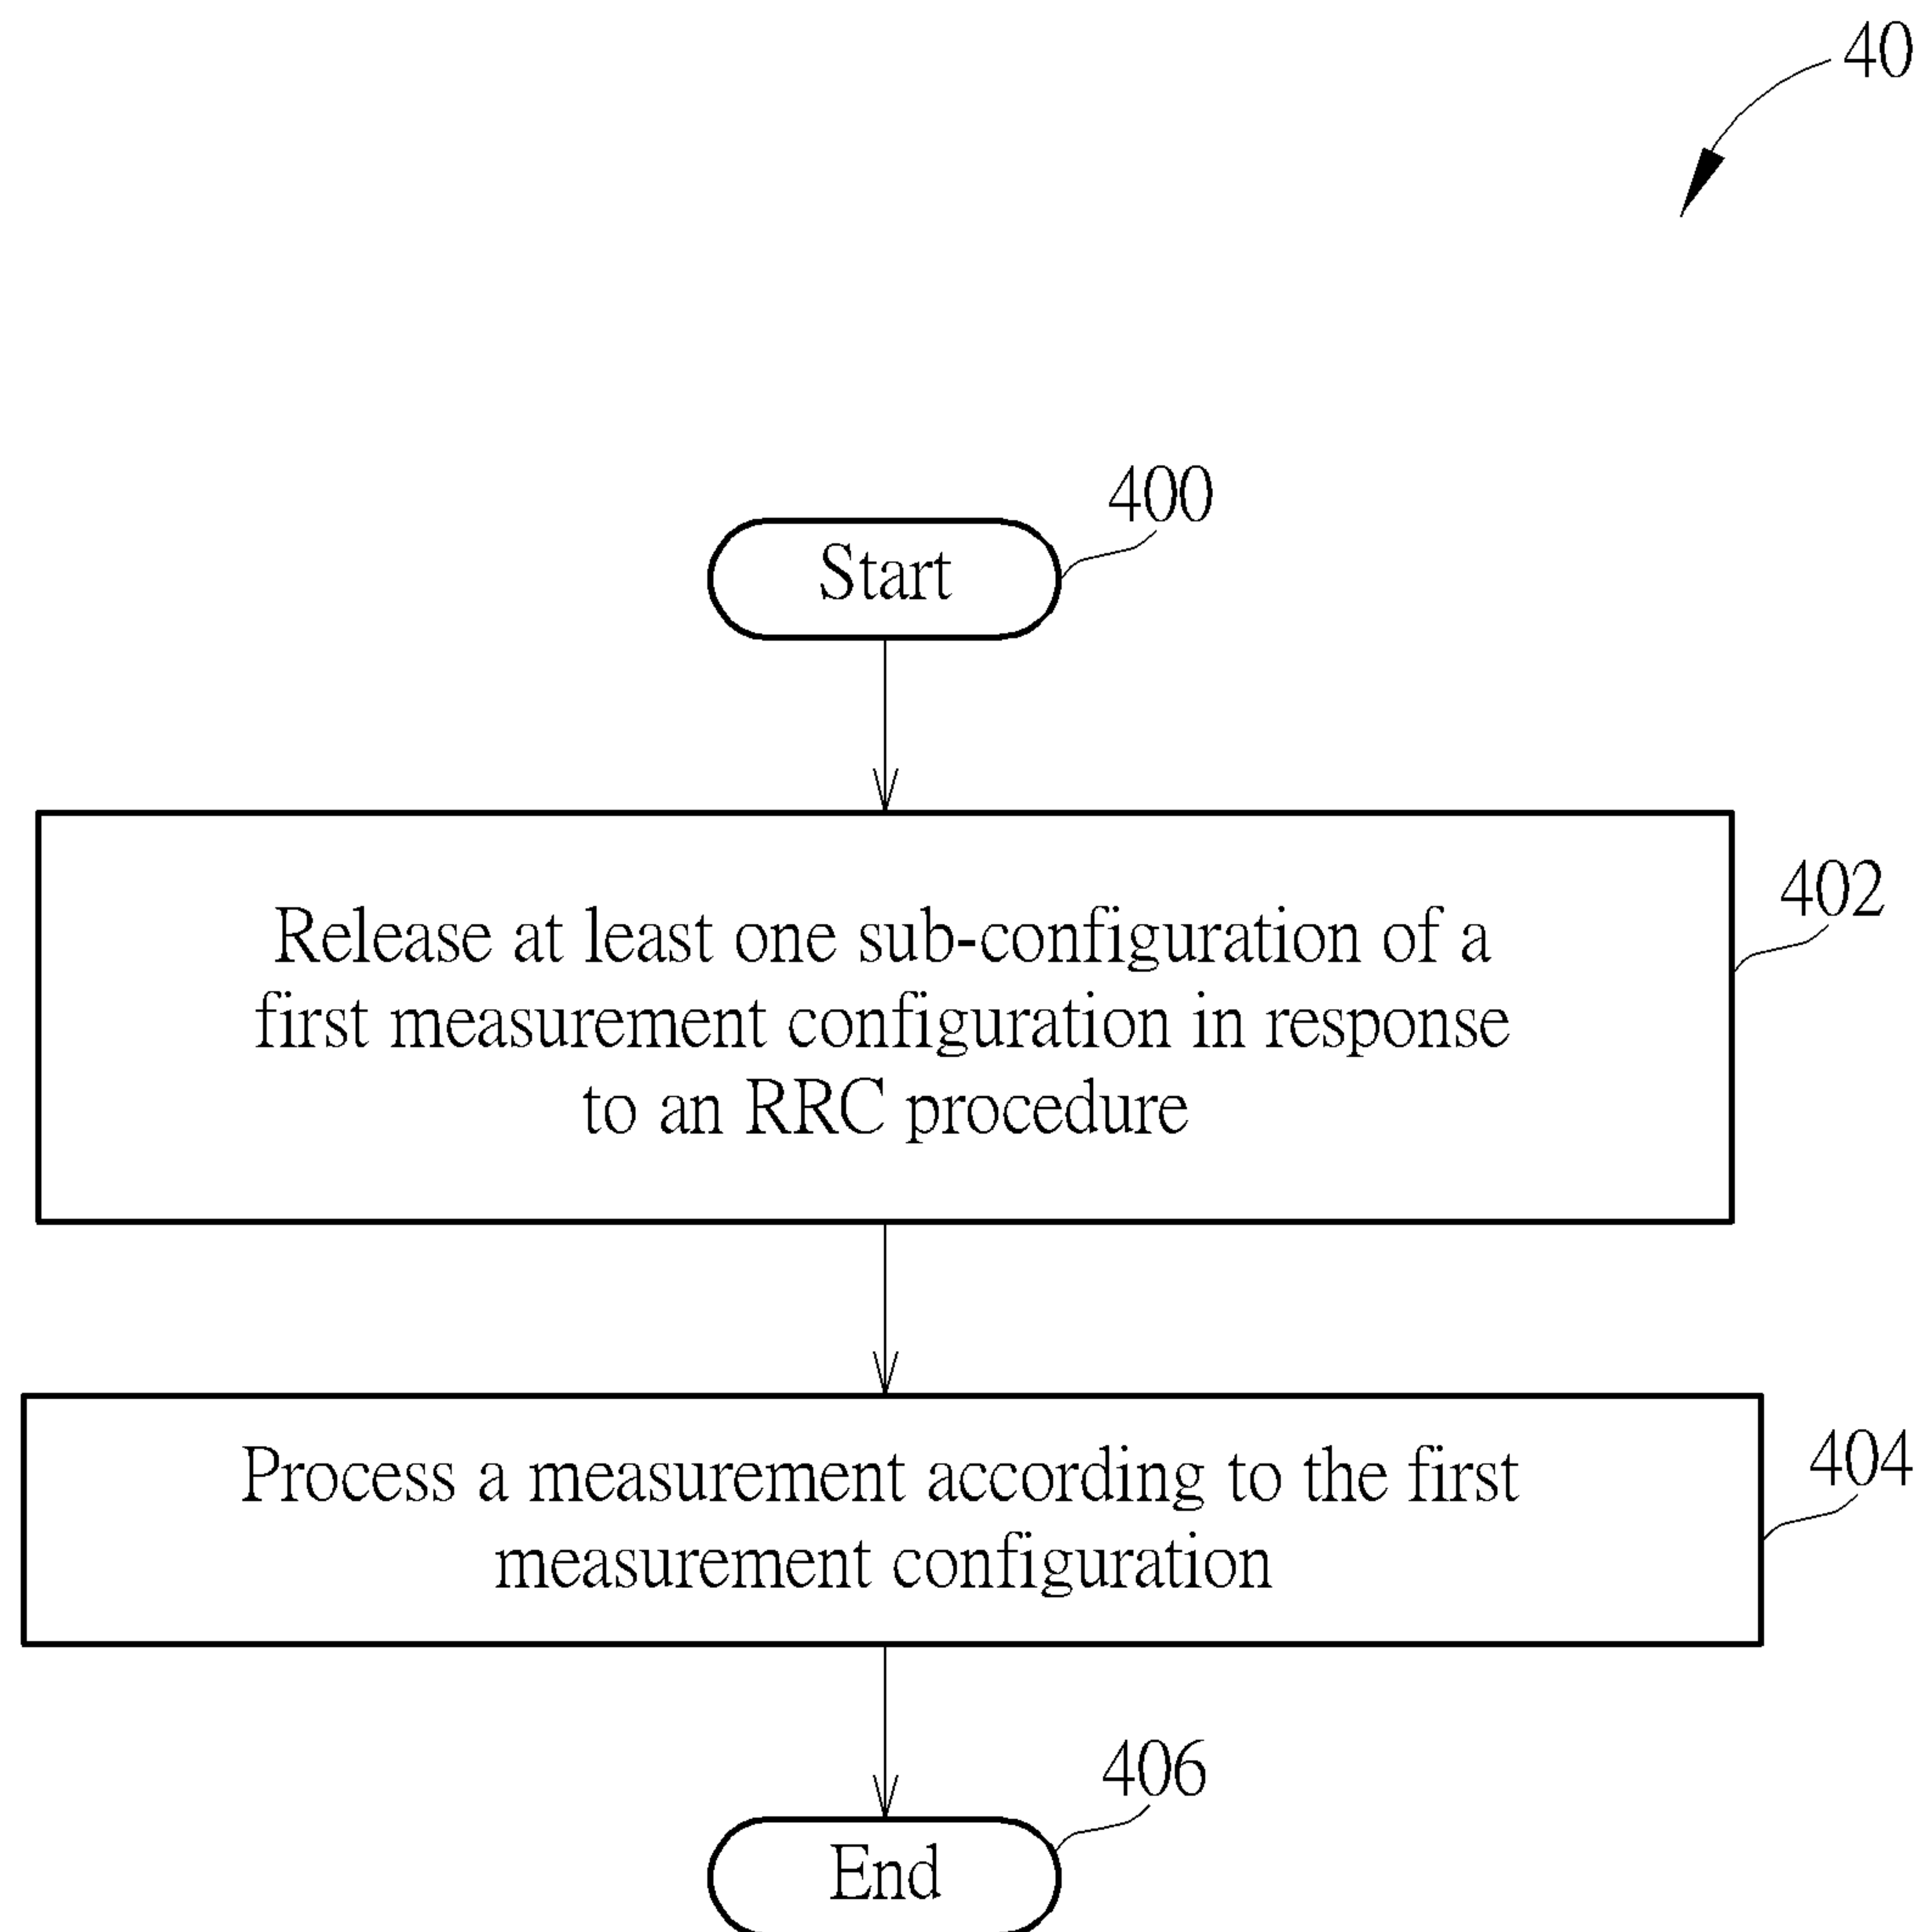 40
400
Start
402
Release at least one sub-configuration of a
first measurement configuration in response
to an RRC procedure
404
Process a measurement according to the first
measurement configuration
406
End